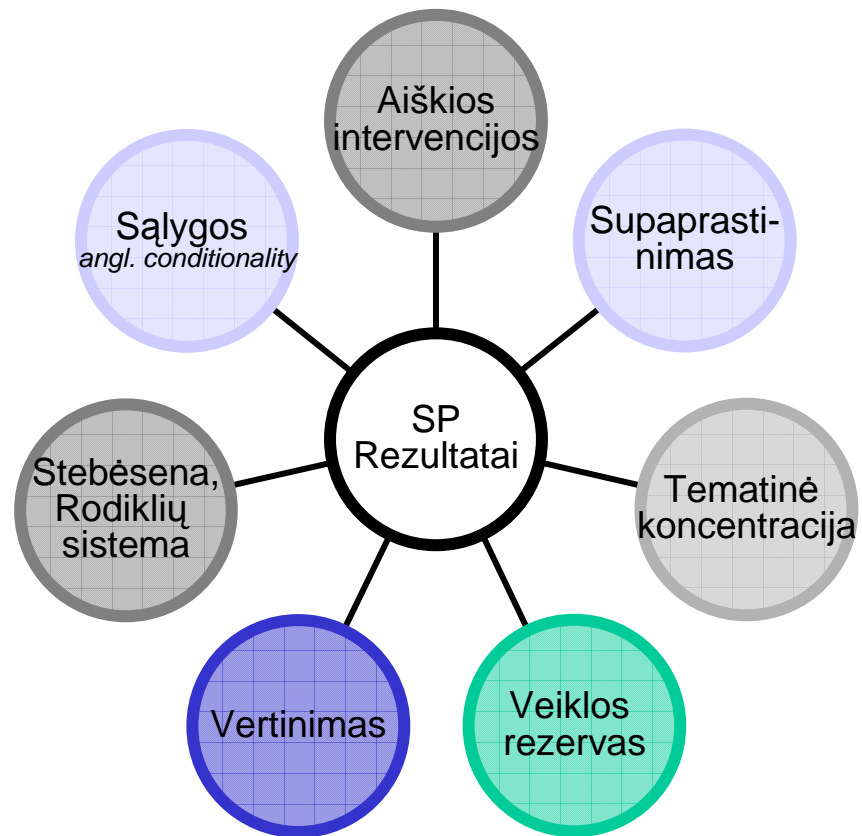 Aiškios
intervencijos
Sąlygos
angl. conditionality
Supaprasti-
nimas
SP
Rezultatai
Stebėsena,
Rodiklių
sistema
Tematinė
koncentracija
Vertinimas
Veiklos
rezervas